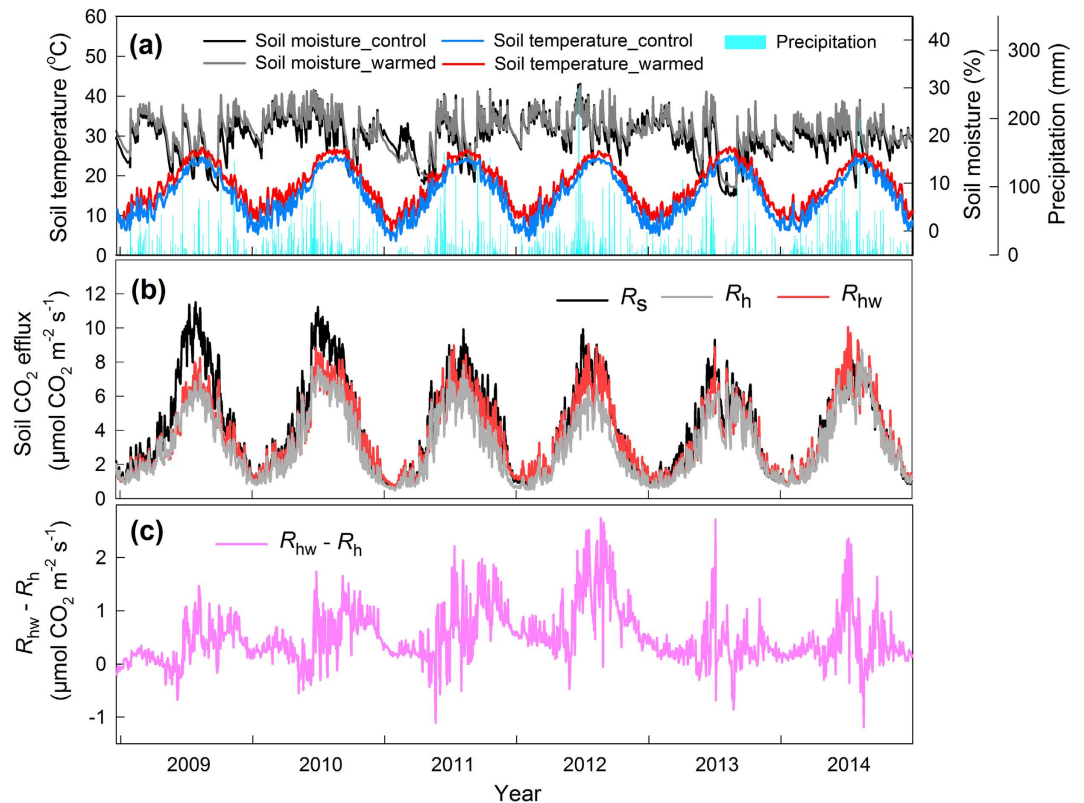 (a)
Soil moisture_control
Soil temperature_control
Precipitation
Soil moisture_warmed
Soil temperature_warmed
Soil temperature (°C)
60
50
40
30
20
10
0
Soil moisture (%)
40
30
20
10
0
Precipitation (mm)
300
200
100
0
(b)
Rs
Rh
Rhw
Soil CO2 efflux
(μmol CO2 m-2 s-1)
12
10
8
6
4
2
0
(c)
Rhw - Rh
Rhw - Rh
(μmol CO2 m-2 s-1)
2
1
0
-1
2009
2010
2011
2012
2013
2014
Year